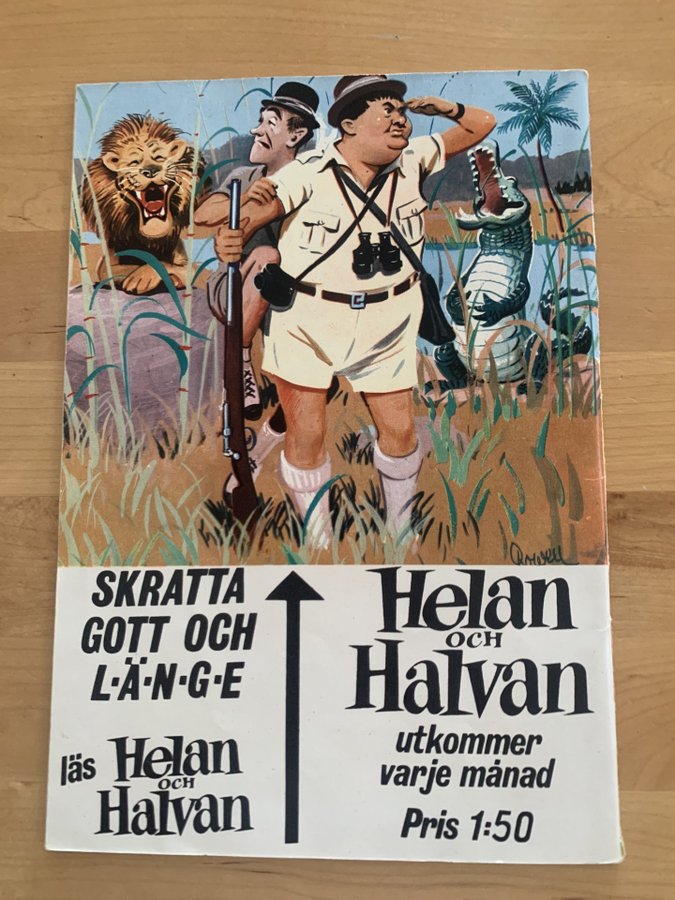 SKRATTA
GOTT OCH
L·Ä·N·G·E
läs Helan
OCH
Halvan
Helan
OCH
Halvan
utkommer
varje månad
Pris 1:50